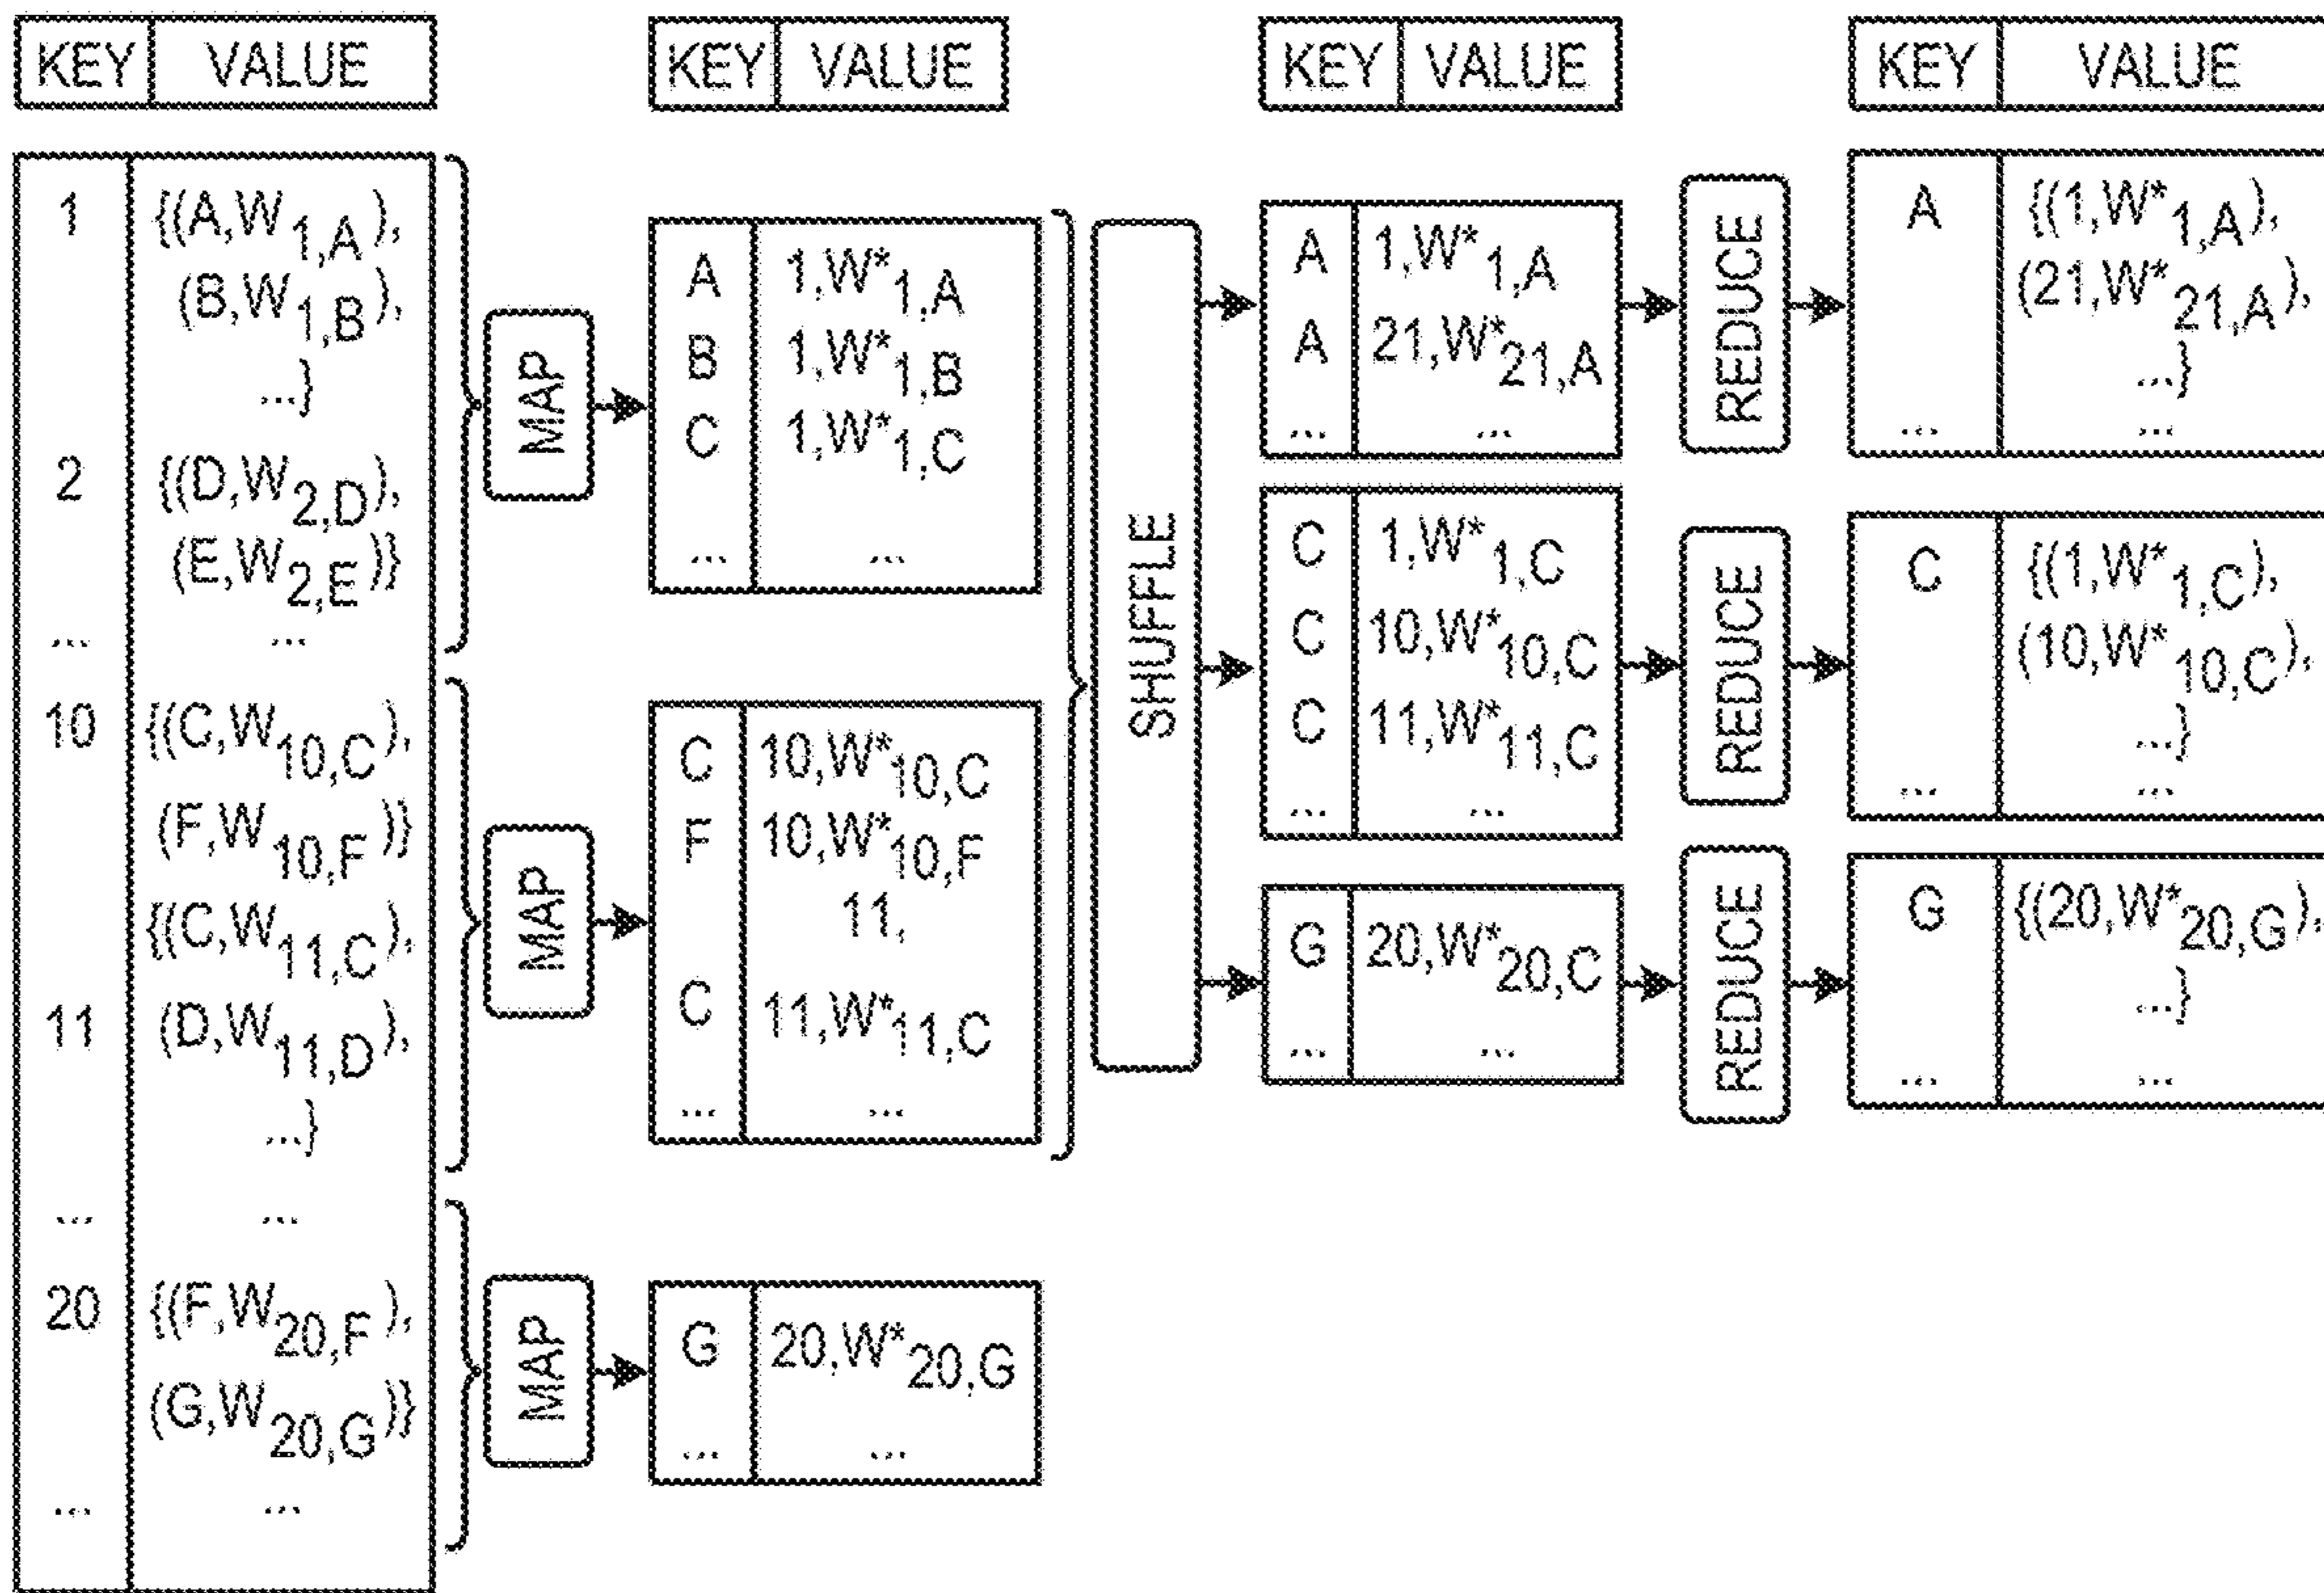 KEY VALUE
1 {(A,W1,A),
(B,W1,B),
...}
2 {(D,W2,D),
(E,W2,E)}
... ...
10 {(C,W10,C),
(F,W10,F)}
{(C,W11,C),
11 (D,W11,D),
...}
... ...
20 {(F,W20,F),
(G,W20,G)}
... ...
MAP
MAP
MAP
KEY VALUE
A 1,W*1,A
B 1,W*1,B
C 1,W*1,C
... ...
C 10,W*10,C
F 10,W*10,F
11,
C 11,W*11,C
... ...
G 20,W*20,G
... ...
SHUFFLE
KEY VALUE
A 1,W*1,A
A 21,W*21,A
... ...
C 1,W*1,C
C 10,W*10,C
C 11,W*11,C
... ...
G 20,W*20,C
... ...
REDUCE
REDUCE
REDUCE
KEY VALUE
A {(1,W*1,A),
(21,W*21,A),
...}
... ...
C {(1,W*1,C),
(10,W*10,C),
...}
... ...
G {(20,W*20,G),
...}
... ...